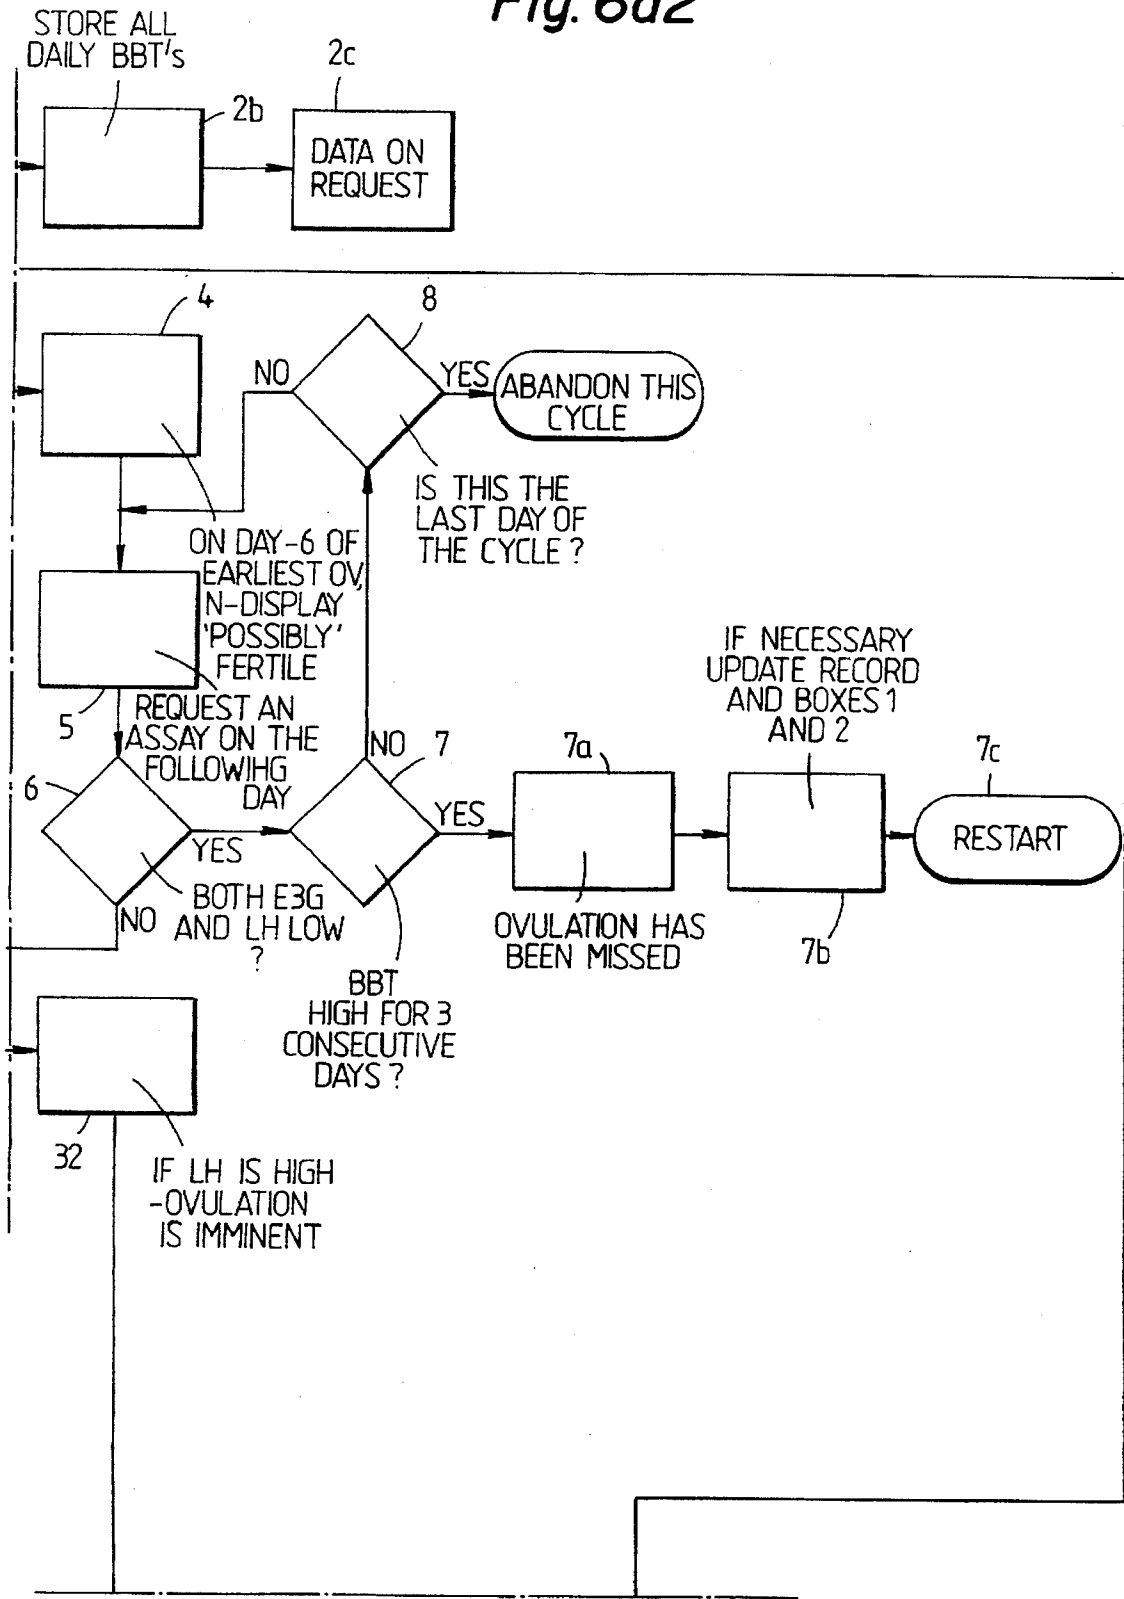 Fig. 6a2
STORE ALL
DAILY BBT's
2b
2c
DATA ON
REQUEST
4
8
NO
YES
ABANDON THIS
CYCLE
IS THIS THE
LAST DAY OF
THE CYCLE ?
ON DAY-6 OF
EARLIEST OV,
N-DISPLAY
'POSSIBLY'
FERTILE
5
REQUEST AN
ASSAY ON THE
FOLLOWIHG
DAY
6
YES
NO
BOTH E3G
AND LH LOW
?
NO
7
YES
BBT
HIGH FOR 3
CONSECUTIVE
DAYS ?
7a
OVULATION HAS
BEEN MISSED
IF NECESSARY
UPDATE RECORD
AND BOXES 1
AND 2
7b
7c
RESTART
32
IF LH IS HIGH
-OVULATION
IS IMMINENT